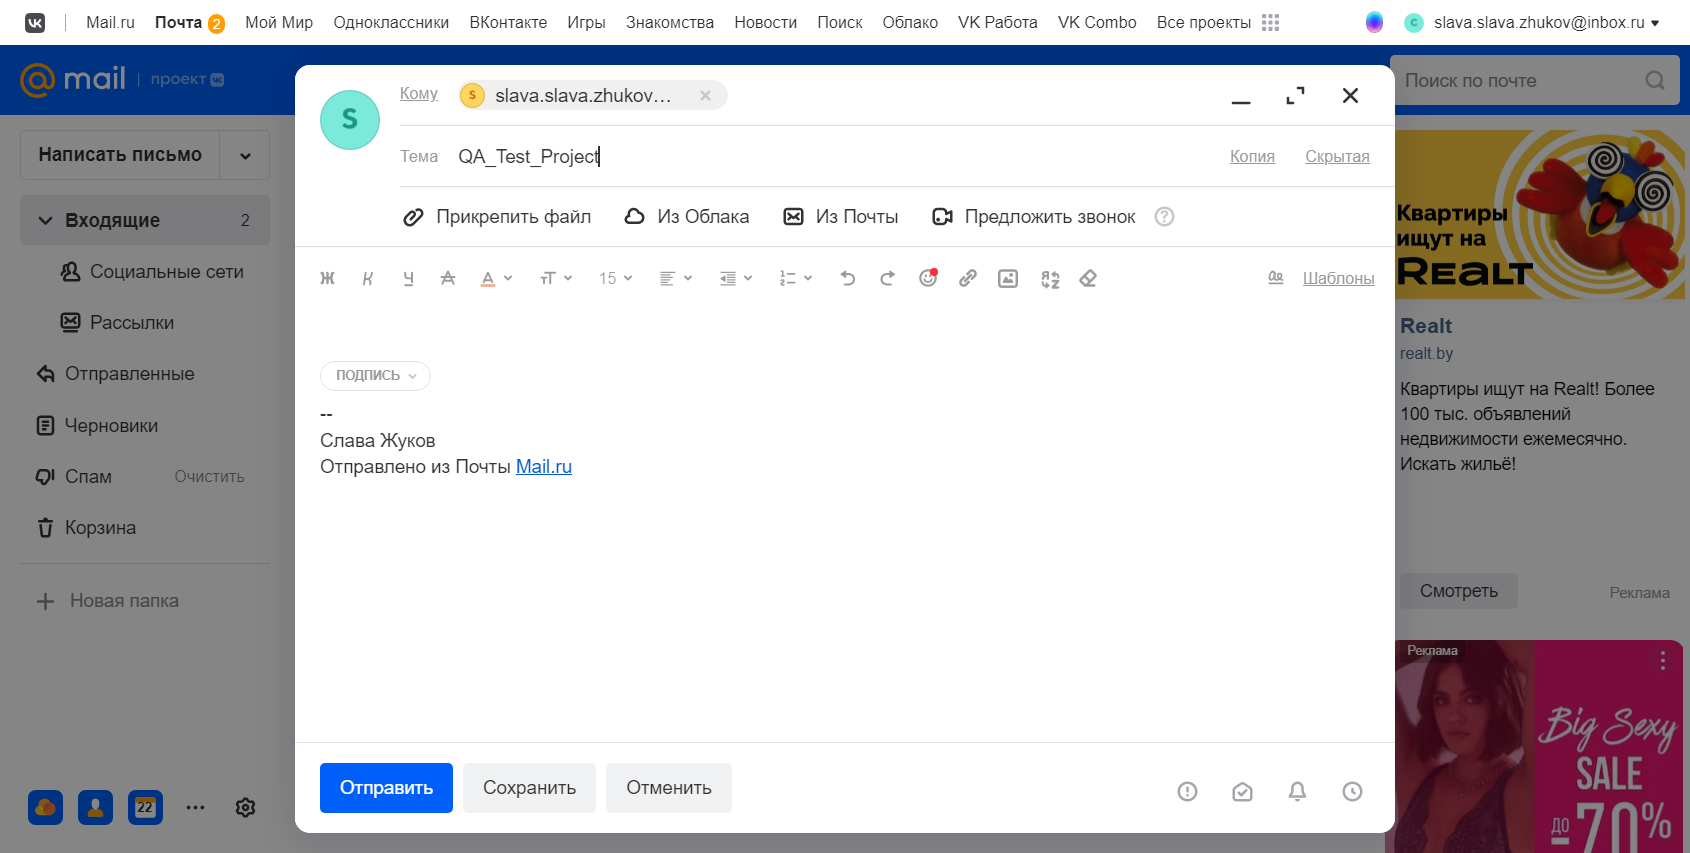 Mail.ru Почта 2 Мой Мир Одноклассники ВКонтакте Игры Знакомства Новости Поиск Облако VK Работа VK Combo Все проекты C slava.slava.zhukov@inbox.ru
@mail проект
Поиск по почте
Написать письмо
Входящие 2
Социальные сети
Рассылки
Отправленные
Черновики
Спам Очистить
Корзина
Новая папка
22
S
Кому S slava.slava.zhukov...
Тема QA_Test_Project Копия Скрытая
Прикрепить файл Из Облака Из Почты Предложить звонок ?
Ж К Ч А А тТ 15 Шаблоны
ПОДПИСЬ
--
Слава Жуков
Отправлено из Почты Mail.ru
Отправить Сохранить Отменить
Квартиры
ищут на
REALT
Realt
realt.by
Квартиры ищут на Realt! Более
100 тыс. объявлений
недвижимости ежемесячно.
Искать жильё!
Смотреть Реклама
Реклама
Big Sexy
SALE
ДО -70%